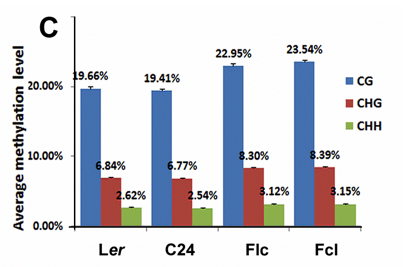 C
Average methylation level
20.00%
10.00%
0.00%
19.66%
6.84%
2.62%
19.41%
6.77%
2.54%
22.95%
8.30%
3.12%
23.54%
8.39%
3.15%
Ler
C24
Flc
Fcl
CG
CHG
CHH